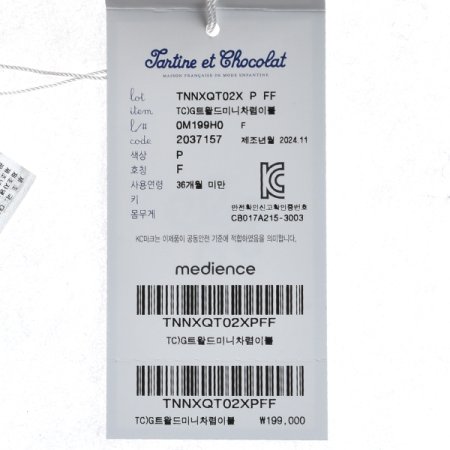 Tartine et Chocolat
MAISON FRANÇAISE DE MODE ENFANTINE
lot TNNXQT02X P FF
item TC)G트왈드미니차렵이불
l/# 0M199H0 F
code 2037157 제조년월 2024.11
색상 P
호칭 F
사용연령 36개월 미만
키
몸무게
KC
안전확인신고확인증번호
CB017A215-3003
KC마크는 이제품이 공통안전 기준에 적합하였음을 의미합니다.
medience
TNNXQT02XPFF
TC)G트왈드미니차렵이불
TNNXQT02XPFF
TC)G트왈드미니차렵이불 ₩199,000